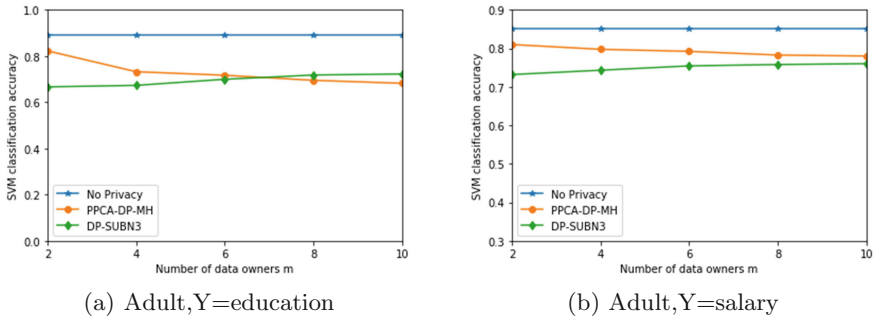 1.0
0.8
0.6
0.4
0.2
0.0
SVM classification accuracy
No Privacy
PPCA-DP-MH
DP-SUBN3
2 4 6 8 10
Number of data owners m
(a) Adult,Y=education
0.9
0.8
0.7
0.6
0.5
0.4
0.3
SVM classification accuracy
No Privacy
PPCA-DP-MH
DP-SUBN3
2 4 6 8 10
Number of data owners m
(b) Adult,Y=salary